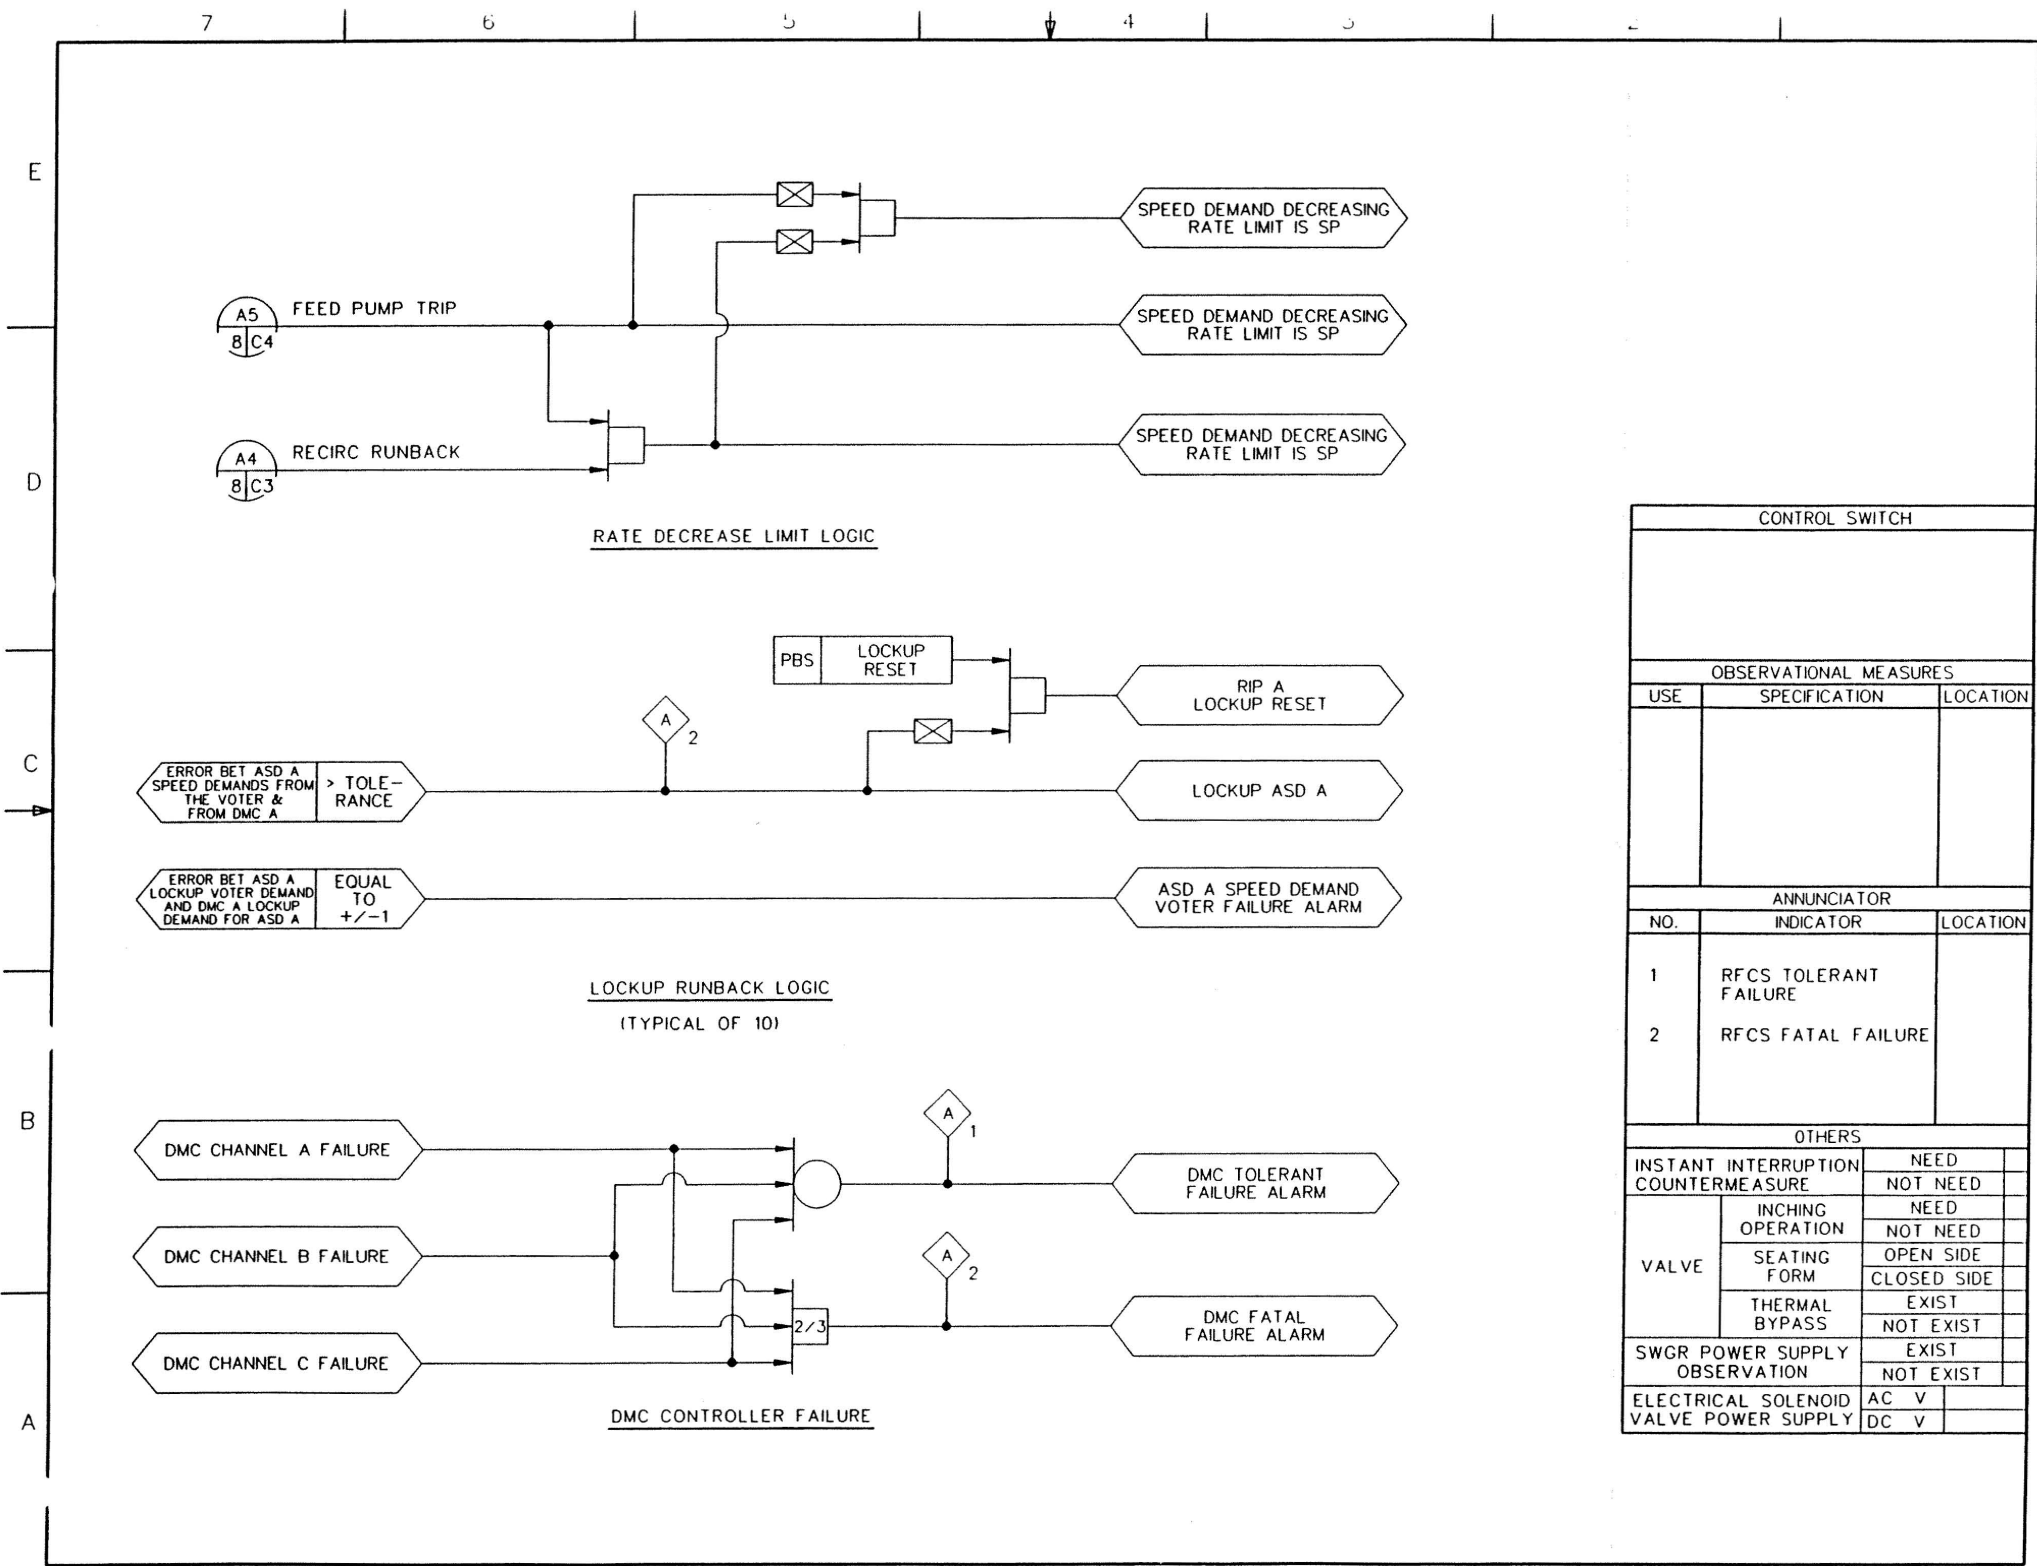 7 6 5 4 3 2
E
SPEED DEMAND DECREASING
RATE LIMIT IS SP
A5
8 C4
FEED PUMP TRIP
SPEED DEMAND DECREASING
RATE LIMIT IS SP
A4
8 C3
RECIRC RUNBACK
SPEED DEMAND DECREASING
RATE LIMIT IS SP
D
RATE DECREASE LIMIT LOGIC
PBS
LOCKUP
RESET
RIP A
LOCKUP RESET
A
2
C
ERROR BET ASD A
SPEED DEMANDS FROM
THE VOTER &
FROM DMC A
> TOLE-
RANCE
LOCKUP ASD A
ERROR BET ASD A
LOCKUP VOTER DEMAND
AND DMC A LOCKUP
DEMAND FOR ASD A
EQUAL
TO
+/-1
ASD A SPEED DEMAND
VOTER FAILURE ALARM
LOCKUP RUNBACK LOGIC
(TYPICAL OF 10)
B
DMC CHANNEL A FAILURE
A
1
DMC TOLERANT
FAILURE ALARM
DMC CHANNEL B FAILURE
A
2
2/3
DMC FATAL
FAILURE ALARM
DMC CHANNEL C FAILURE
A
DMC CONTROLLER FAILURE
CONTROL SWITCH
OBSERVATIONAL MEASURES
USE SPECIFICATION LOCATION
ANNUNCIATOR
NO. INDICATOR LOCATION
1 RFCS TOLERANT
FAILURE
2 RFCS FATAL FAILURE
OTHERS
INSTANT INTERRUPTION
COUNTERMEASURE
NEED
NOT NEED
VALVE
INCHING
OPERATION
NEED
NOT NEED
SEATING
FORM
OPEN SIDE
CLOSED SIDE
THERMAL
BYPASS
EXIST
NOT EXIST
SWGR POWER SUPPLY
OBSERVATION
EXIST
NOT EXIST
ELECTRICAL SOLENOID
VALVE POWER SUPPLY
AC V
DC V